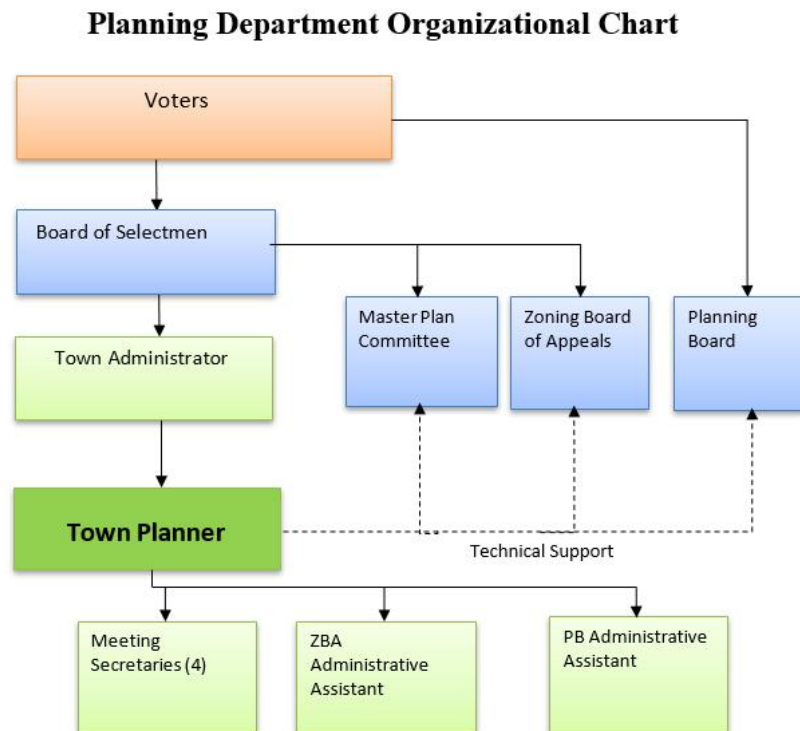 Planning Department Organizational Chart
Voters
Board of Selectmen
Master Plan
Committee
Zoning Board
of Appeals
Planning
Board
Town Administrator
Town Planner
Technical Support
Meeting
Secretaries (4)
ZBA
Administrative
Assistant
PB Administrative
Assistant